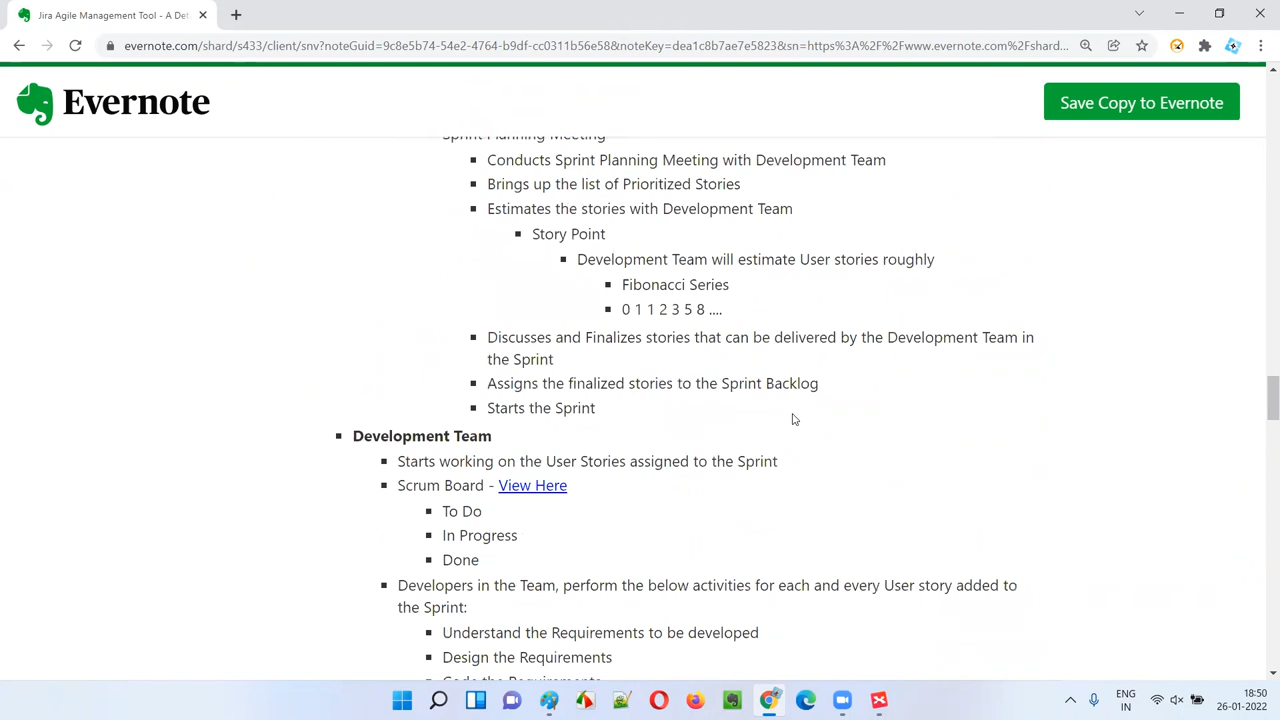 Jira Agile Management Tool - A Det
evernote.com/shard/s433/client/snv?noteGuid=9c8e5b74-54e2-4764-b9df-cc0311b56e58&noteKey=dea1c8b7ae7e5823&sn=https%3A%2F%2Fwww.evernote.com%2Fshard...
Evernote
Save Copy to Evernote
Sprint Planning Meeting
Conducts Sprint Planning Meeting with Development Team
Brings up the list of Prioritized Stories
Estimates the stories with Development Team
Story Point
Development Team will estimate User stories roughly
Fibonacci Series
0 1 1 2 3 5 8 ....
Discusses and Finalizes stories that can be delivered by the Development Team in
the Sprint
Assigns the finalized stories to the Sprint Backlog
Starts the Sprint
Development Team
Starts working on the User Stories assigned to the Sprint
Scrum Board - View Here
To Do
In Progress
Done
Developers in the Team, perform the below activities for each and every User story added to
the Sprint:
Understand the Requirements to be developed
Design the Requirements
Code the Requirements
ENG
IN
18:50
26-01-2022